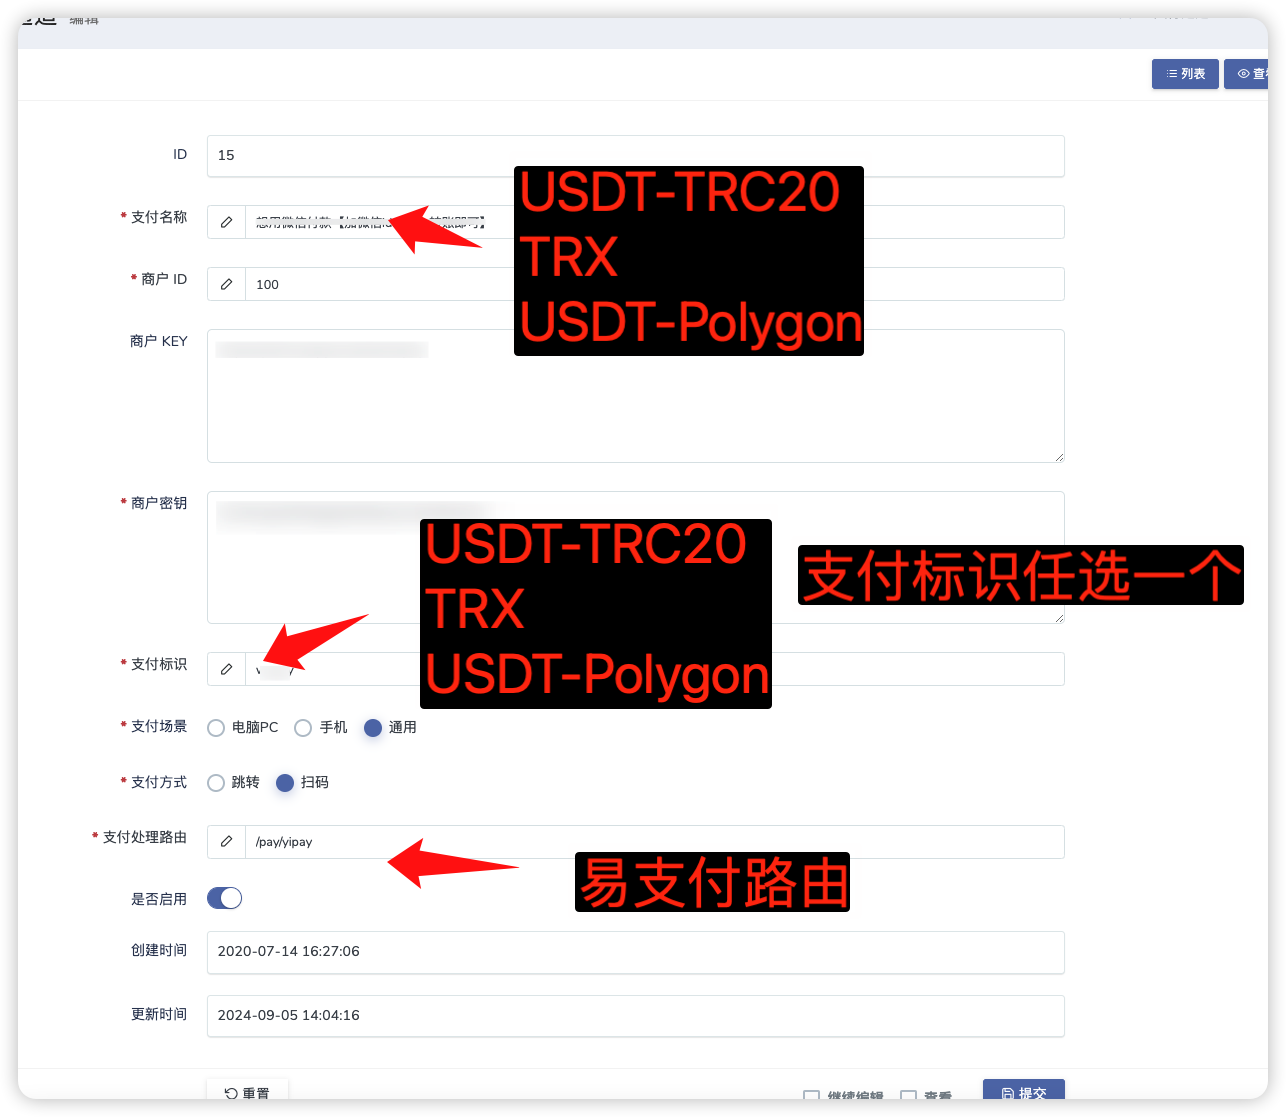 编辑
列表
ID
15
USDT-TRC20
TRX
USDT-Polygon
* 支付名称
* 商户 ID
100
商户 KEY
* 商户密钥
USDT-TRC20
TRX
USDT-Polygon
支付标识任选一个
* 支付标识
* 支付场景
电脑PC
手机
通用
* 支付方式
跳转
扫码
* 支付处理路由
/pay/yipay
易支付路由
是否启用
创建时间
2020-07-14 16:27:06
更新时间
2024-09-05 14:04:16
重置
继续编辑
查看
提交